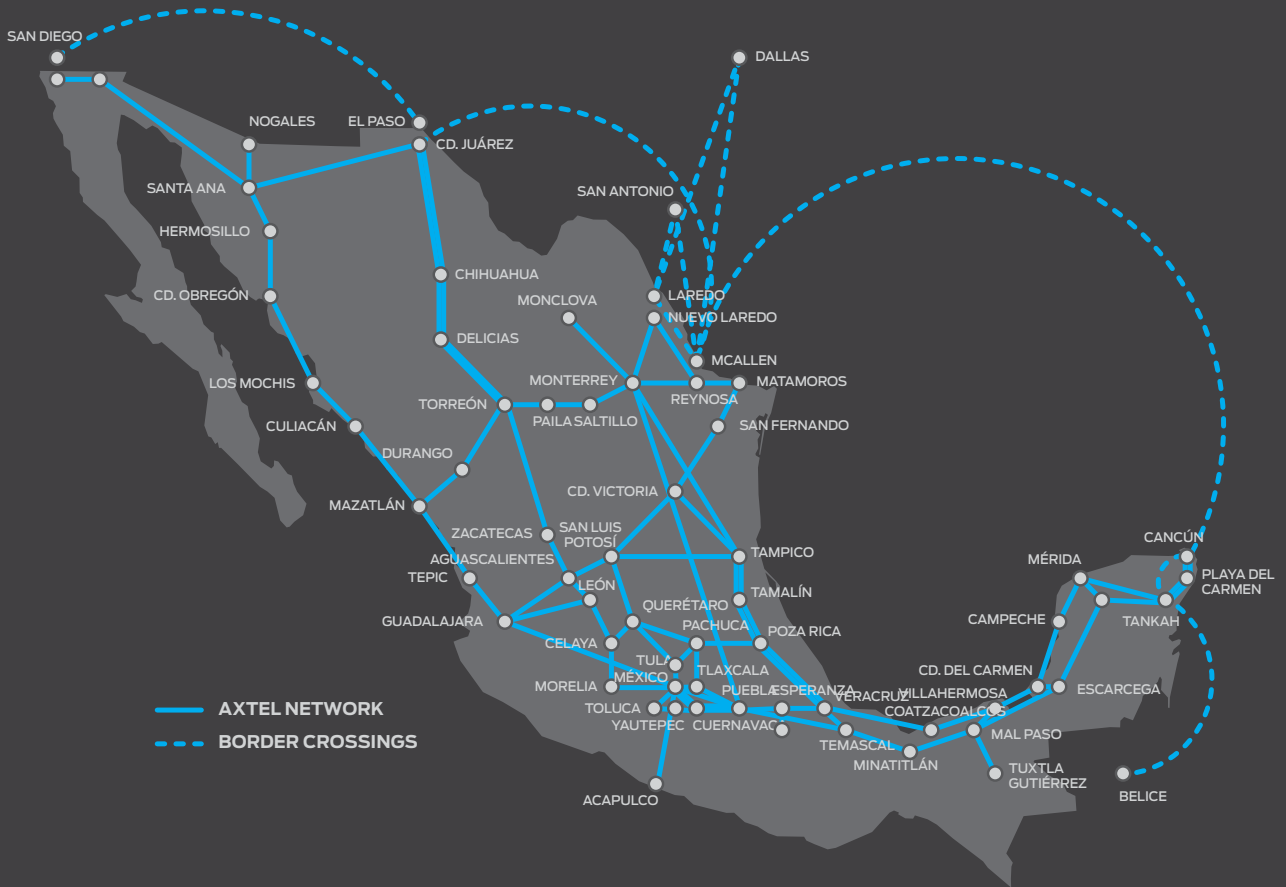 SAN DIEGO
DALLAS
NOGALES
EL PASO
CD. JUÁREZ
SANTA ANA
SAN ANTONIO
HERMOSILLO
CHIHUAHUA
CD. OBREGÓN
MONCLOVA
LAREDO
NUEVO LAREDO
DELICIAS
MCALLEN
LOS MOCHIS
MONTERREY
MATAMOROS
REYNOSA
TORREÓN
PAILA
SALTILLO
CULIACÁN
SAN FERNANDO
DURANGO
CD. VICTORIA
MAZATLÁN
ZACATECAS
SAN LUIS
POTOSÍ
CANCÚN
AGUASCALIENTES
TAMPICO
MÉRIDA
TEPIC
LEÓN
PLAYA DEL
CARMEN
TAMALÍN
QUERÉTARO
GUADALAJARA
PACHUCA
POZA RICA
CAMPECHE
TANKAH
CELAYA
TULA
TLAXCALA
CD. DEL CARMEN
MÉXICO
MORELIA
PUEBLA
ESPERANZA
VERACRUZ
VILLAHERMOSA
ESCARCEGA
TOLUCA
COATZACOALCOS
AXTEL NETWORK
YAUTEPEC
CUERNAVACA
MAL PASO
BORDER CROSSINGS
TEMASCAL
MINATITLÁN
TUXTLA
GUTIÉRREZ
ACAPULCO
BELICE